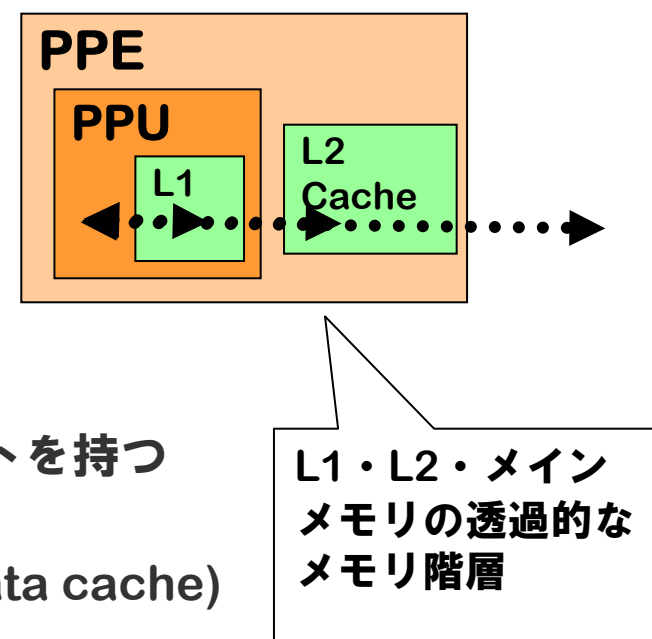 PPE
PPU
L1
L2
Cache
トを持つ
ata cache)
L1・L2・メイン
メモリの透過的な
メモリ階層